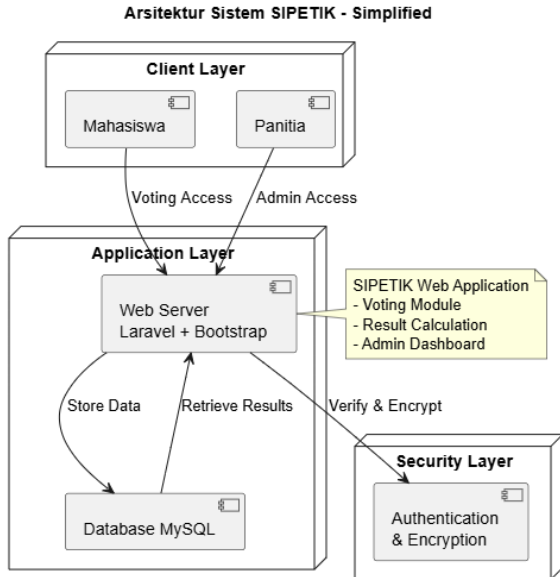 Arsitektur Sistem SIPETIK - Simplified
Client Layer
Mahasiswa
Panitia
Voting Access
Admin Access
Application Layer
Web Server
Laravel + Bootstrap
SIPETIK Web Application
- Voting Module
- Result Calculation
- Admin Dashboard
Store Data
Retrieve Results
Verify & Encrypt
Security Layer
Database MySQL
Authentication
& Encryption